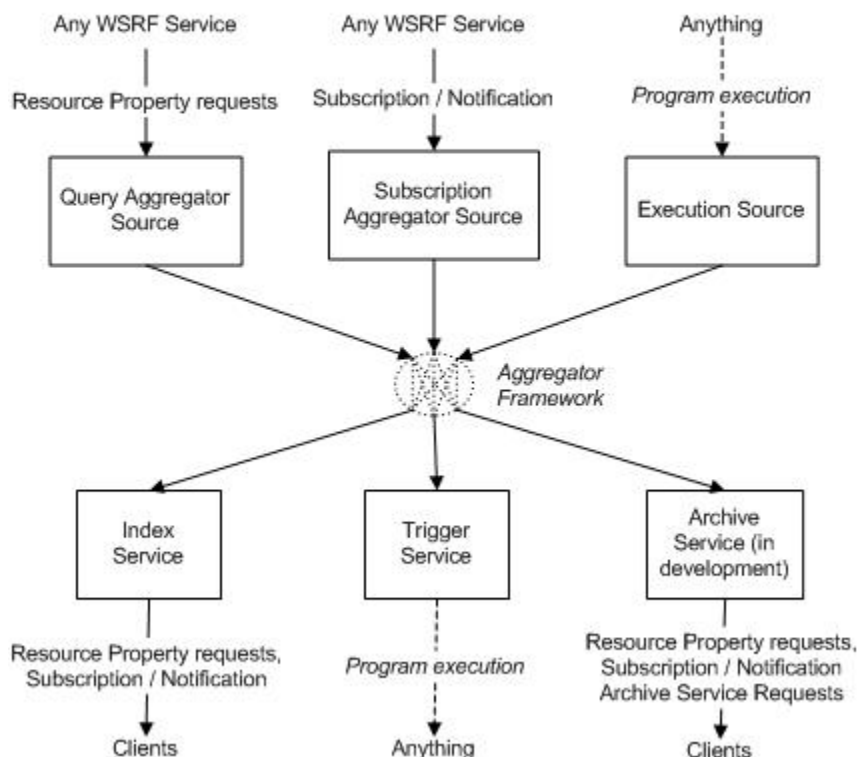 Any WSRF Service
Any WSRF Service
Anything
Resource Property requests
Subscription / Notification
Program execution
Query Aggregator
Source
Subscription
Aggregator Source
Execution Source
Aggregator
Framework
Index
Service
Trigger
Service
Archive
Service (in
development)
Resource Property requests,
Subscription / Notification
Program execution
Resource Property requests,
Subscription / Notification
Archive Service Requests
Clients
Anything
Clients